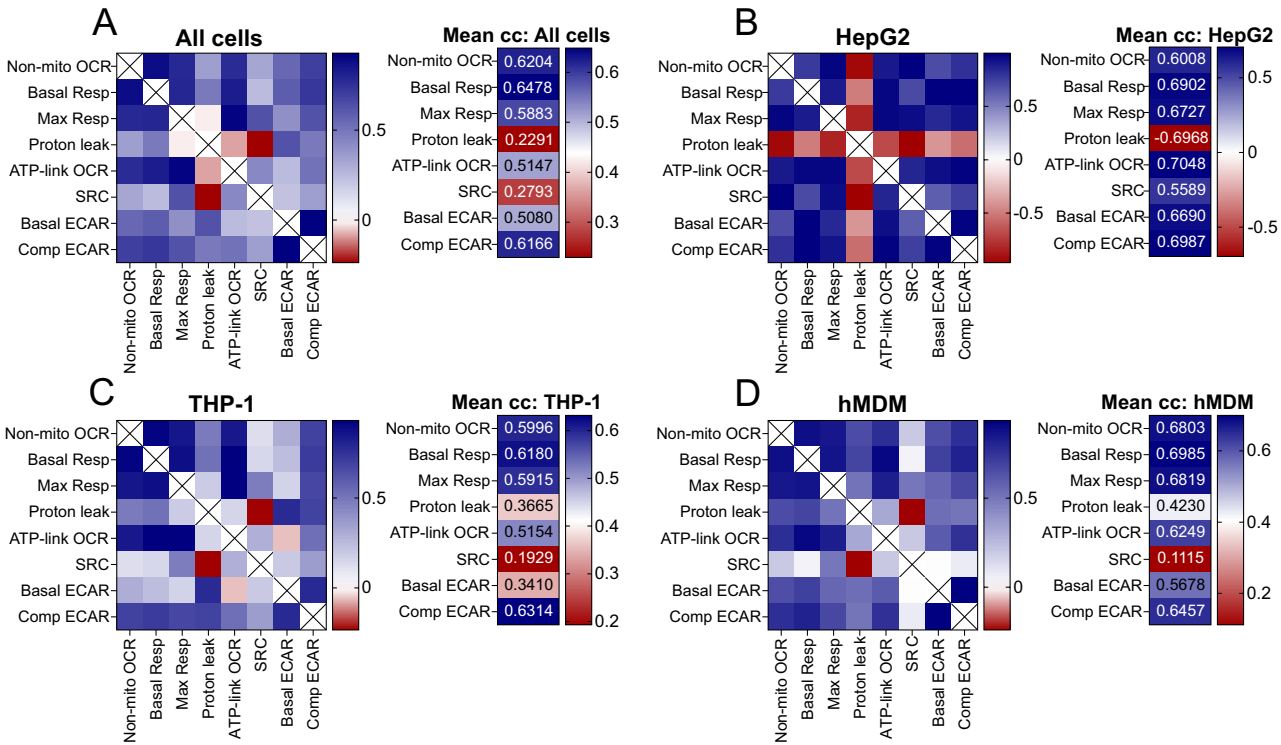 A
All cells
Non-mito OCR
Basal Resp
Max Resp
Proton leak
ATP-link OCR
SRC
Basal ECAR
Comp ECAR
Non-mito OCR
Basal Resp
Max Resp
Proton leak
ATP-link OCR
SRC
Basal ECAR
Comp ECAR
0.5
0
Mean cc: All cells
Non-mito OCR 0.6204
Basal Resp 0.6478
Max Resp 0.5883
Proton leak 0.2291
ATP-link OCR 0.5147
SRC 0.2793
Basal ECAR 0.5080
Comp ECAR 0.6166
0.6
0.5
0.4
0.3
B
HepG2
Non-mito OCR
Basal Resp
Max Resp
Proton leak
ATP-link OCR
SRC
Basal ECAR
Comp ECAR
Non-mito OCR
Basal Resp
Max Resp
Proton leak
ATP-link OCR
SRC
Basal ECAR
Comp ECAR
0.5
0
-0.5
Mean cc: HepG2
Non-mito OCR 0.6008
Basal Resp 0.6902
Max Resp 0.6727
Proton leak -0.6968
ATP-link OCR 0.7048
SRC 0.5589
Basal ECAR 0.6690
Comp ECAR 0.6987
0.5
0
-0.5
C
THP-1
Non-mito OCR
Basal Resp
Max Resp
Proton leak
ATP-link OCR
SRC
Basal ECAR
Comp ECAR
Non-mito OCR
Basal Resp
Max Resp
Proton leak
ATP-link OCR
SRC
Basal ECAR
Comp ECAR
0.5
0
Mean cc: THP-1
Non-mito OCR 0.5996
Basal Resp 0.6180
Max Resp 0.5915
Proton leak 0.3665
ATP-link OCR 0.5154
SRC 0.1929
Basal ECAR 0.3410
Comp ECAR 0.6314
0.6
0.5
0.4
0.3
0.2
D
hMDM
Non-mito OCR
Basal Resp
Max Resp
Proton leak
ATP-link OCR
SRC
Basal ECAR
Comp ECAR
Non-mito OCR
Basal Resp
Max Resp
Proton leak
ATP-link OCR
SRC
Basal ECAR
Comp ECAR
0.5
0
Mean cc: hMDM
Non-mito OCR 0.6803
Basal Resp 0.6985
Max Resp 0.6819
Proton leak 0.4230
ATP-link OCR 0.6249
SRC 0.1115
Basal ECAR 0.5678
Comp ECAR 0.6457
0.6
0.4
0.2